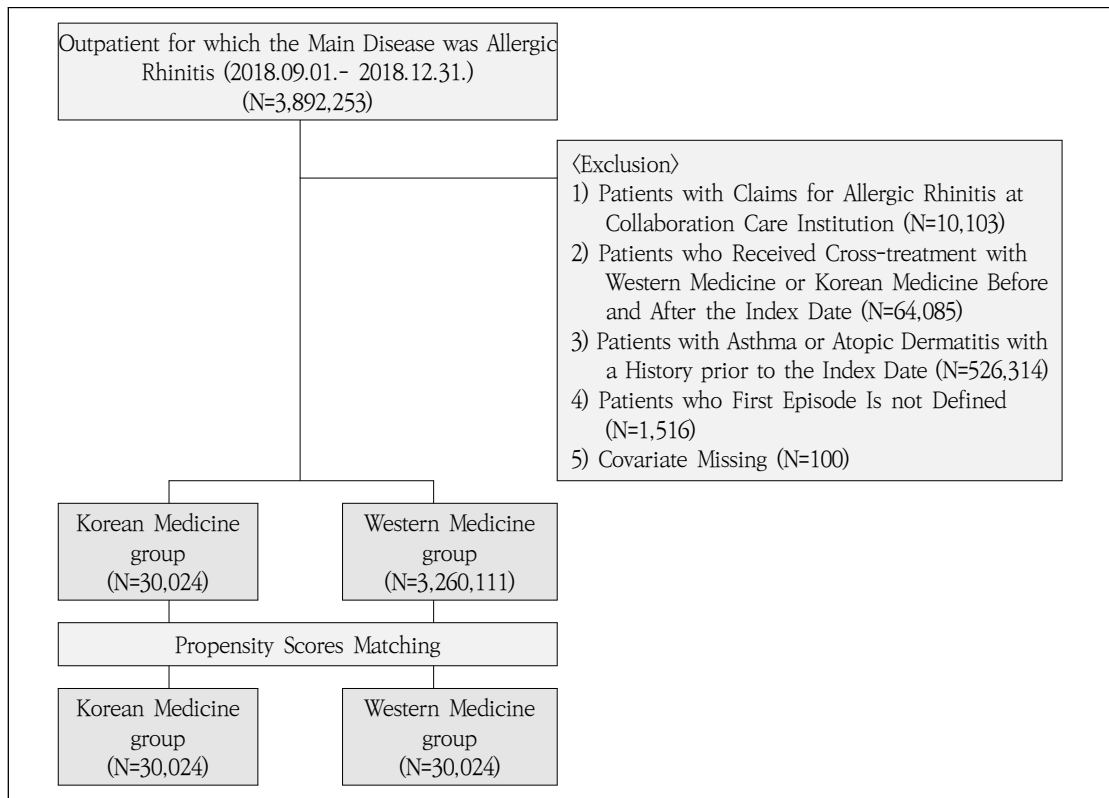 Outpatient for which the Main Disease was Allergic
Rhinitis (2018.09.01.- 2018.12.31.)
(N=3,892,253)
〈Exclusion〉
1) Patients with Claims for Allergic Rhinitis at
Collaboration Care Institution (N=10,103)
2) Patients who Received Cross-treatment with
Western Medicine or Korean Medicine Before
and After the Index Date (N=64,085)
3) Patients with Asthma or Atopic Dermatitis with
a History prior to the Index Date (N=526,314)
4) Patients who First Episode Is not Defined
(N=1,516)
5) Covariate Missing (N=100)
Korean Medicine
group
(N=30,024)
Western Medicine
group
(N=3,260,111)
Propensity Scores Matching
Korean Medicine
group
(N=30,024)
Western Medicine
group
(N=30,024)